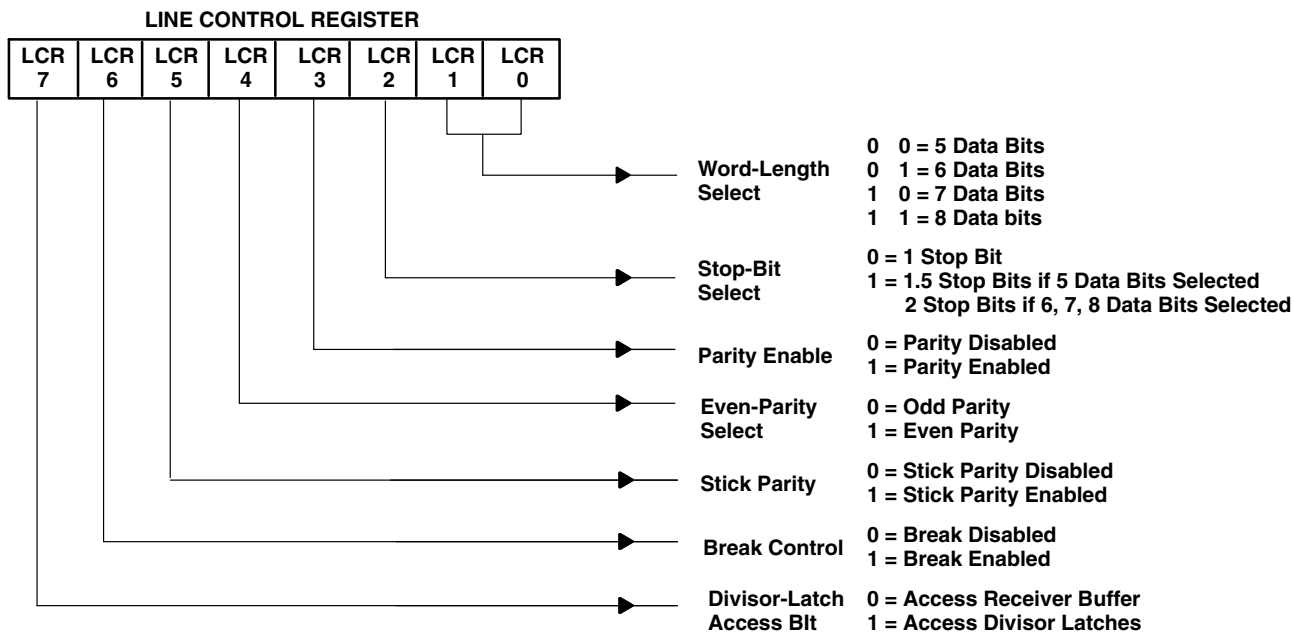 LINE CONTROL REGISTER
LCR LCR LCR LCR LCR LCR LCR LCR
7 6 5 4 3 2 1 0
Word-Length
Select
0 0 = 5 Data Bits
0 1 = 6 Data Bits
1 0 = 7 Data Bits
1 1 = 8 Data bits
Stop-Bit
Select
0 = 1 Stop Bit
1 = 1.5 Stop Bits if 5 Data Bits Selected
2 Stop Bits if 6, 7, 8 Data Bits Selected
Parity Enable
0 = Parity Disabled
1 = Parity Enabled
Even-Parity
Select
0 = Odd Parity
1 = Even Parity
Stick Parity
0 = Stick Parity Disabled
1 = Stick Parity Enabled
Break Control
0 = Break Disabled
1 = Break Enabled
Divisor-Latch
Access BIt
0 = Access Receiver Buffer
1 = Access Divisor Latches